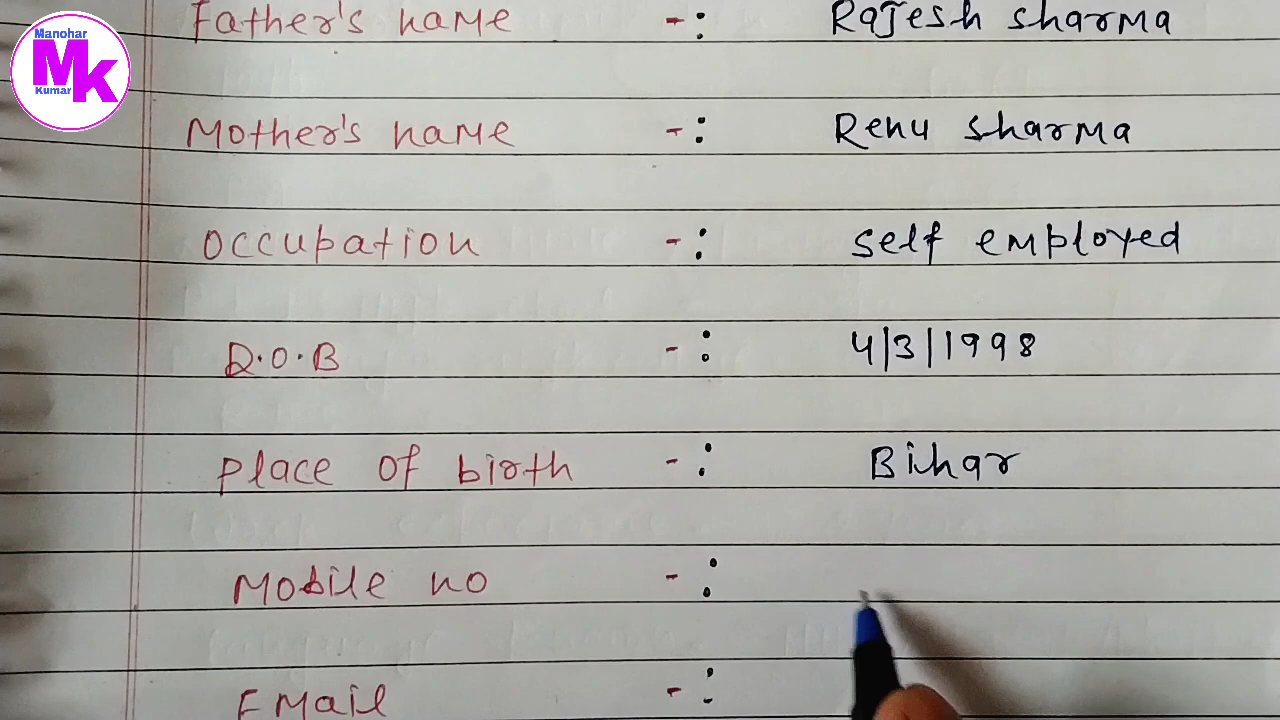 Manohar
MK
Kumar
Father's name -: Rajesh sharma
Mother's name -: Renu sharma
Occupation -: self employed
D.O.B -: 4/3/1998
Place of birth -: Bihar
Mobile no -:
EMail -: